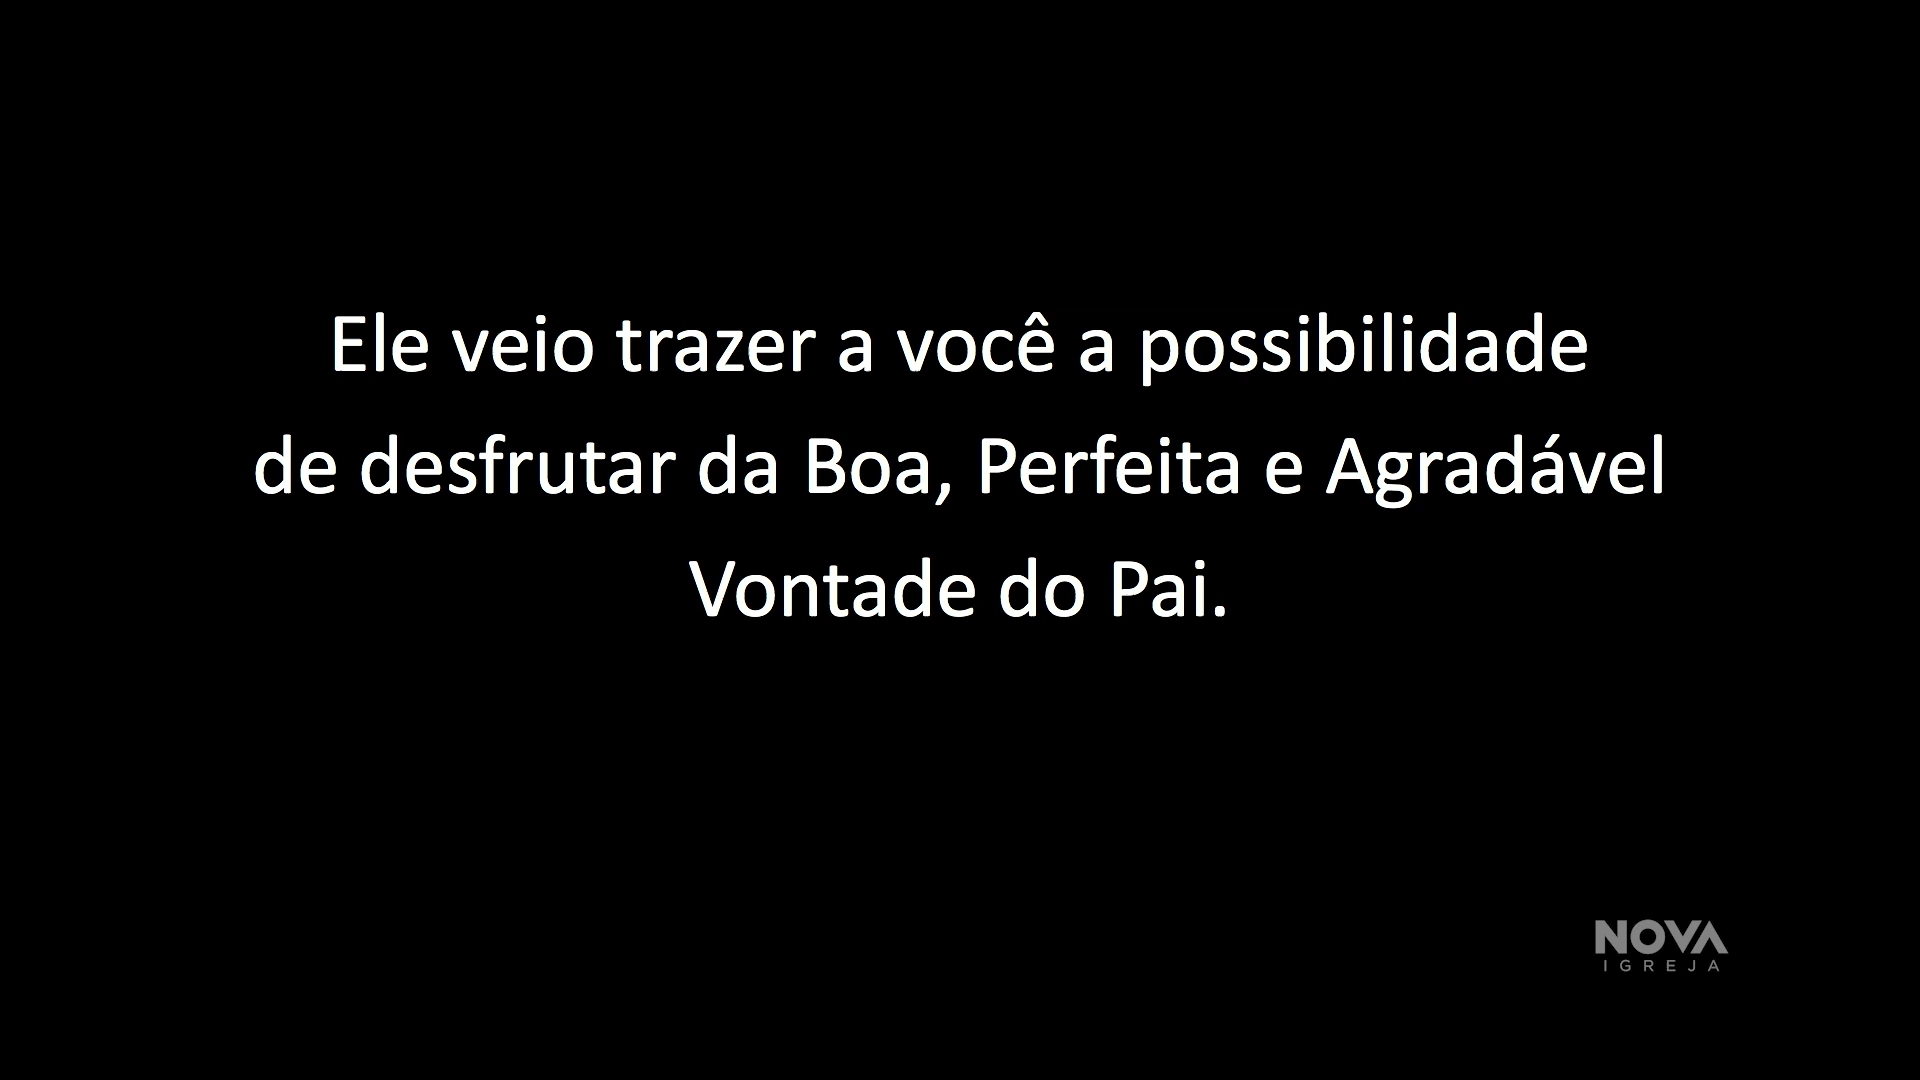 Ele veio trazer a você a possibilidade
de desfrutar da Boa, Perfeita e Agradável
Vontade do Pai.
NOVA
IGREJA